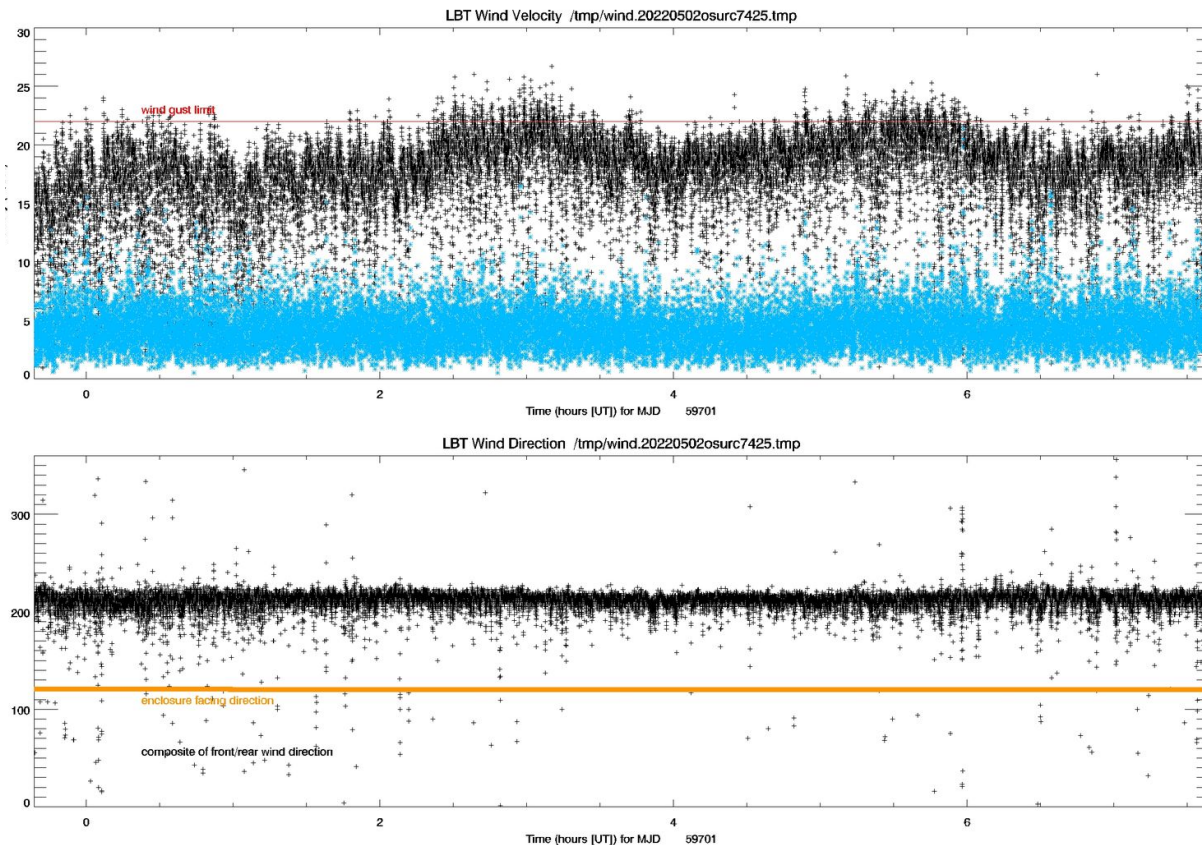 LBT Wind Velocity /tmp/wind.20220502osurc7425.tmp
30
25
wind gust limit
20
15
10
5
0
0 2 4 6
Time (hours [UT]) for MJD 59701
LBT Wind Direction /tmp/wind.20220502osurc7425.tmp
300
200
enclosure facing direction
100
composite of front/rear wind direction
0
0 2 4 6
Time (hours [UT]) for MJD 59701